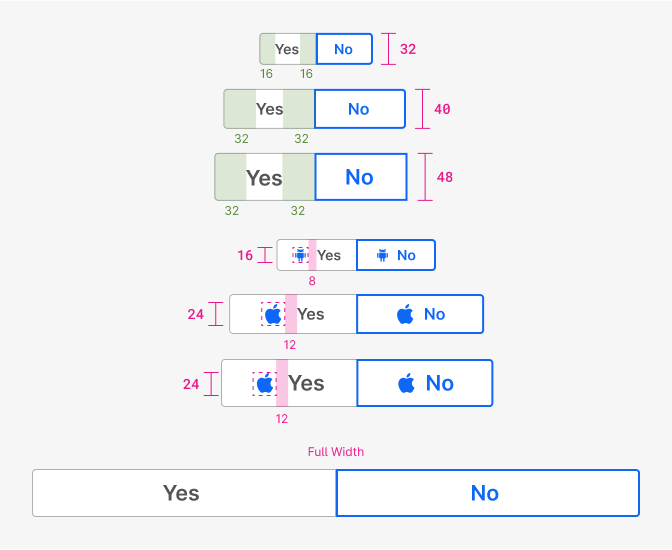 Yes No 32
16 16
Yes No 40
32 32
Yes No 48
32 32
16 Yes No
8
24 Yes No
12
24 Yes No
12
Full Width
Yes No